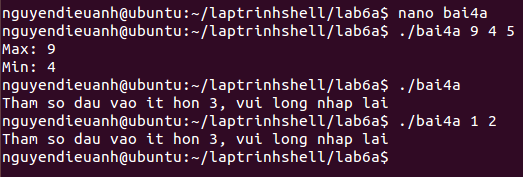 nguyendieuanh@ubuntu:~/laptrinhshell/lab6a$ nano bai4a
nguyendieuanh@ubuntu:~/laptrinhshell/lab6a$ ./bai4a 9 4 5
Max: 9
Min: 4
nguyendieuanh@ubuntu:~/laptrinhshell/lab6a$ ./bai4a
Tham so dau vao it hon 3, vui long nhap lai
nguyendieuanh@ubuntu:~/laptrinhshell/lab6a$ ./bai4a 1 2
Tham so dau vao it hon 3, vui long nhap lai
nguyendieuanh@ubuntu:~/laptrinhshell/lab6a$